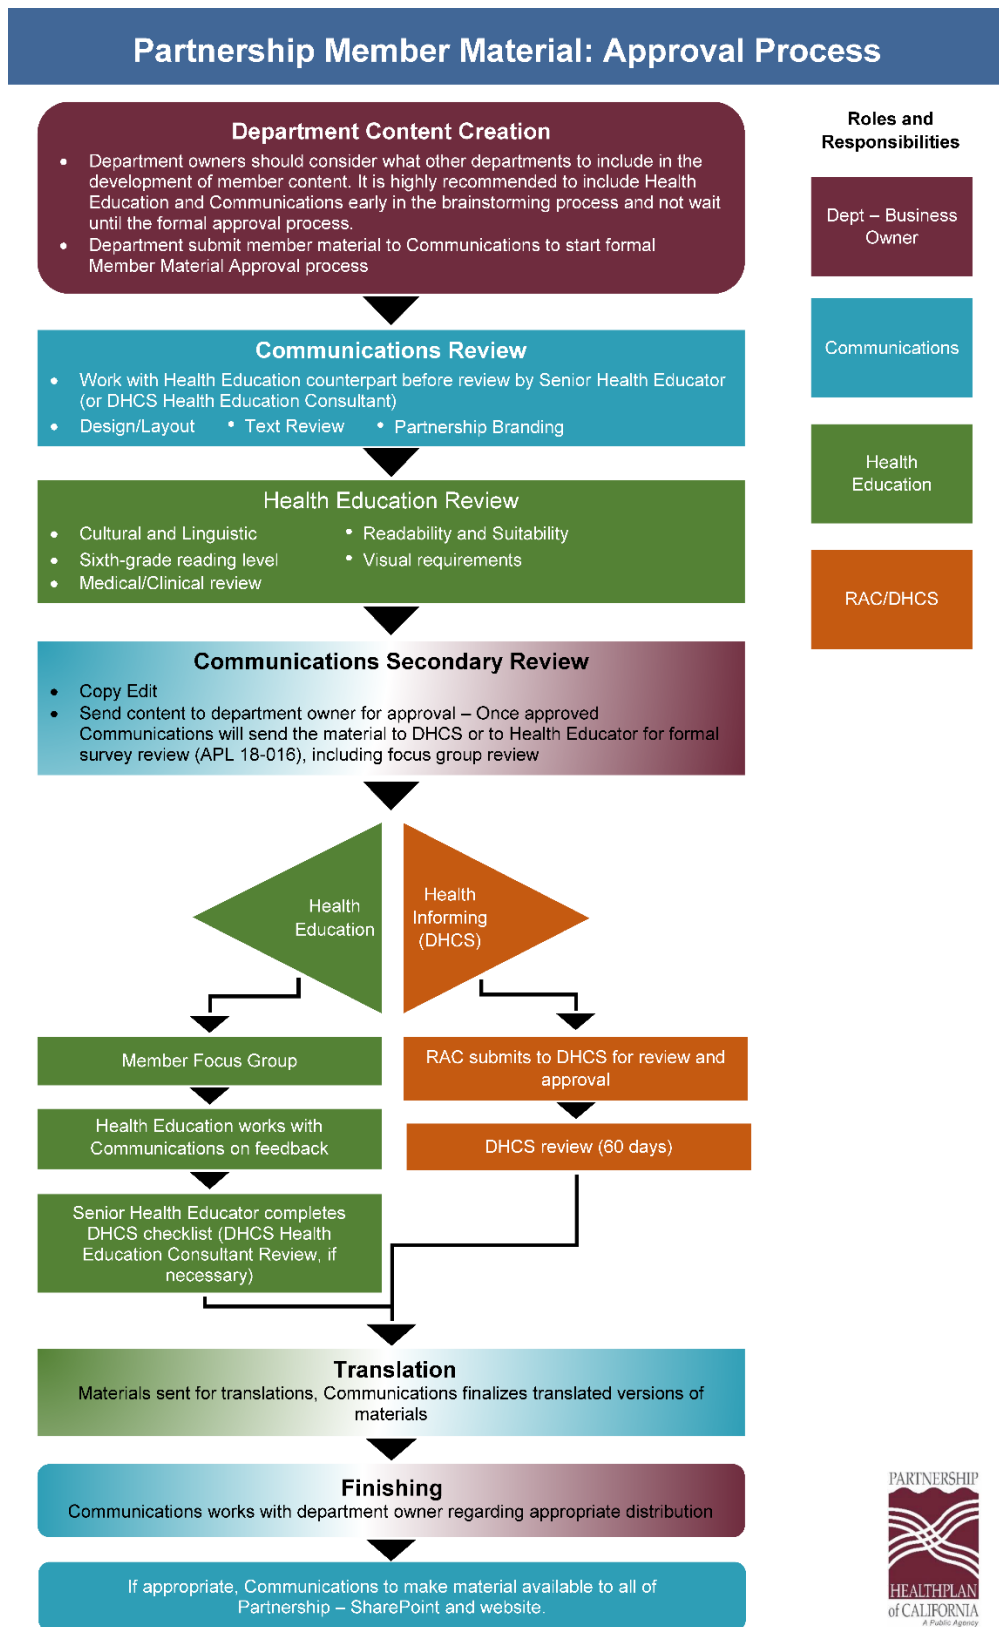 Partnership Member Material: Approval Process
Department Content Creation
• Department owners should consider what other departments to include in the
development of member content. It is highly recommended to include Health
Education and Communications early in the brainstorming process and not wait
until the formal approval process.
• Department submit member material to Communications to start formal
Member Material Approval process
Roles and
Responsibilities
Dept – Business
Owner
Communications
Health
Education
RAC/DHCS
Communications Review
• Work with Health Education counterpart before review by Senior Health Educator
(or DHCS Health Education Consultant)
• Design/Layout • Text Review • Partnership Branding
Health Education Review
• Cultural and Linguistic • Readability and Suitability
• Sixth-grade reading level • Visual requirements
• Medical/Clinical review
Communications Secondary Review
• Copy Edit
• Send content to department owner for approval – Once approved
Communications will send the material to DHCS or to Health Educator for formal
survey review (APL 18-016), including focus group review
Health
Education
Health
Informing
(DHCS)
Member Focus Group
Health Education works with
Communications on feedback
Senior Health Educator completes
DHCS checklist (DHCS Health
Education Consultant Review, if
necessary)
RAC submits to DHCS for review and
approval
DHCS review (60 days)
Translation
Materials sent for translations, Communications finalizes translated versions of
materials
Finishing
Communications works with department owner regarding appropriate distribution
If appropriate, Communications to make material available to all of
Partnership – SharePoint and website.
PARTNERSHIP
HEALTHPLAN
of CALIFORNIA
A Public Agency